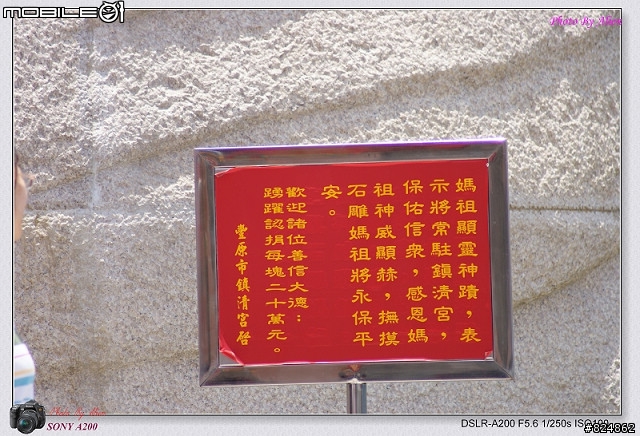 MOBILE01
Photo By Mico
媽祖顯靈神蹟，表
示將常駐鎮清宮，
保佑信衆，感恩媽
祖神威顯赫，撫摸
石雕媽祖將永保平
安。
歡迎諸位善信大德：
踴躍認捐每塊二十萬元。
豐原市鎮清宮啓
SONY A200
DSLR-A200 F5.6 1/250s ISO100
#824862